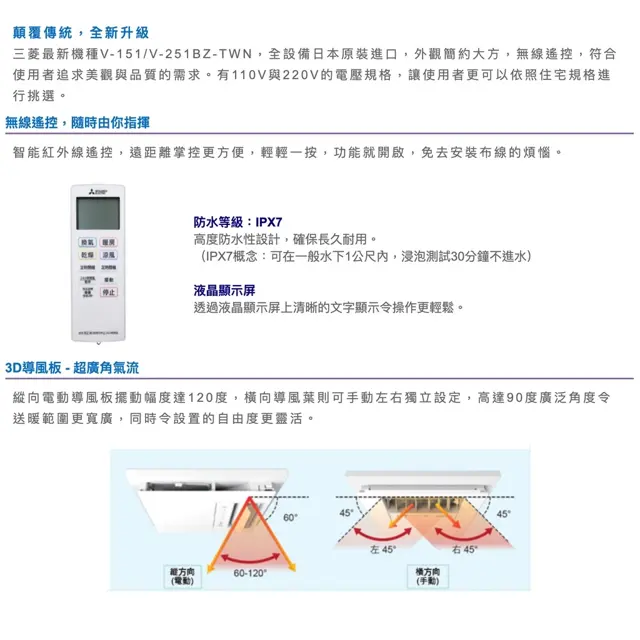 顛覆傳統，全新升級
三菱最新機種V-151/V-251BZ-TWN，全設備日本原裝進口，外觀簡約大方，無線遙控，符合
使用者追求美觀與品質的需求。有110V與220V的電壓規格，讓使用者更可以依照住宅規格進
行挑選。
無線遙控，隨時由你指揮
智能紅外線遙控，遠距離掌控更方便，輕輕一按，功能就開啟，免去安裝布線的煩惱。
換氣 暖房
乾燥 涼風
停止
防水等級：IPX7
高度防水性設計，確保長久耐用。
（IPX7概念：可在一般水下1公尺內，浸泡測試30分鐘不進水）
液晶顯示屏
透過液晶顯示屏上清晰的文字顯示令操作更輕鬆。
3D導風板 - 超廣角氣流
縱向電動導風板擺動幅度達120度，橫向導風葉則可手動左右獨立設定，高達90度廣泛角度令
送暖範圍更寬廣，同時令設置的自由度更靈活。
60°
60-120°
縱方向
(電動)
45° 45°
左 45° 右 45°
橫方向
(手動)